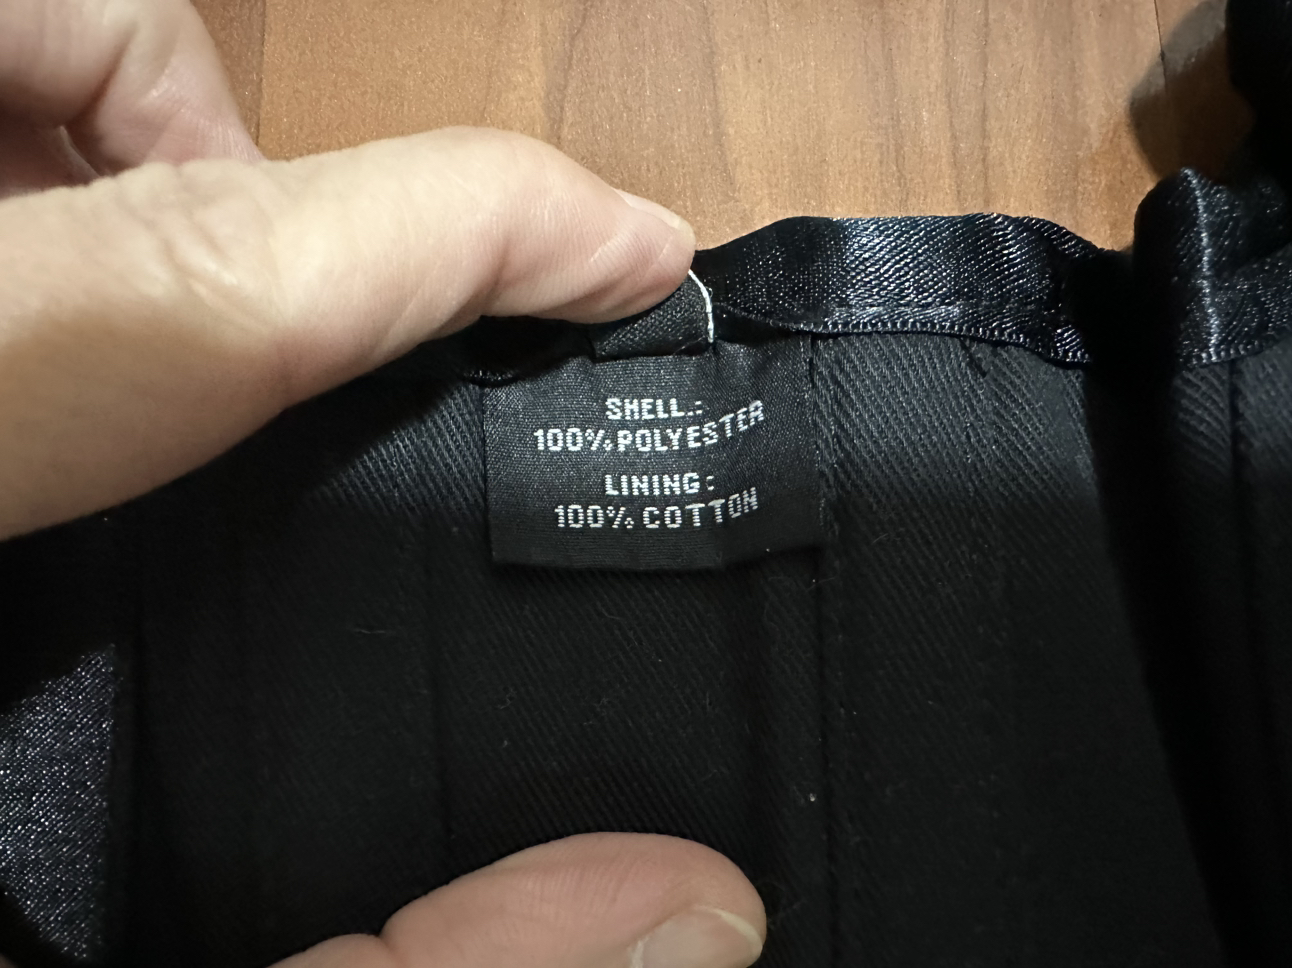 SHELL:
100% POLYESTER
LINING:
100% COTTON